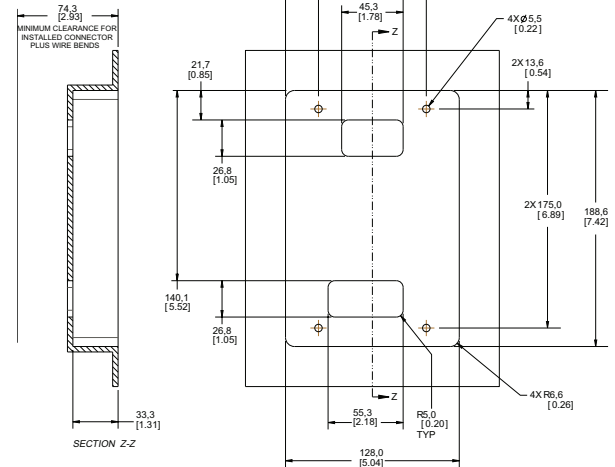 74,3
[2.93]
MINIMUM CLEARANCE FOR
INSTALLED CONNECTOR
PLUS WIRE BENDS
45,3
[1.78]
Z
4X Ø 5,5
[0.22]
21,7
[0.85]
2X 13,6
[0.54]
26,8
[1.05]
2X 175,0
[6.89]
188,6
[7.42]
140,1
[5.52]
26,8
[1.05]
Z
4X R6,6
[0.26]
33,3
[1.31]
55,3
[2.18]
R5,0
[0.20]
TYP
SECTION Z-Z
128,0
[5.04]